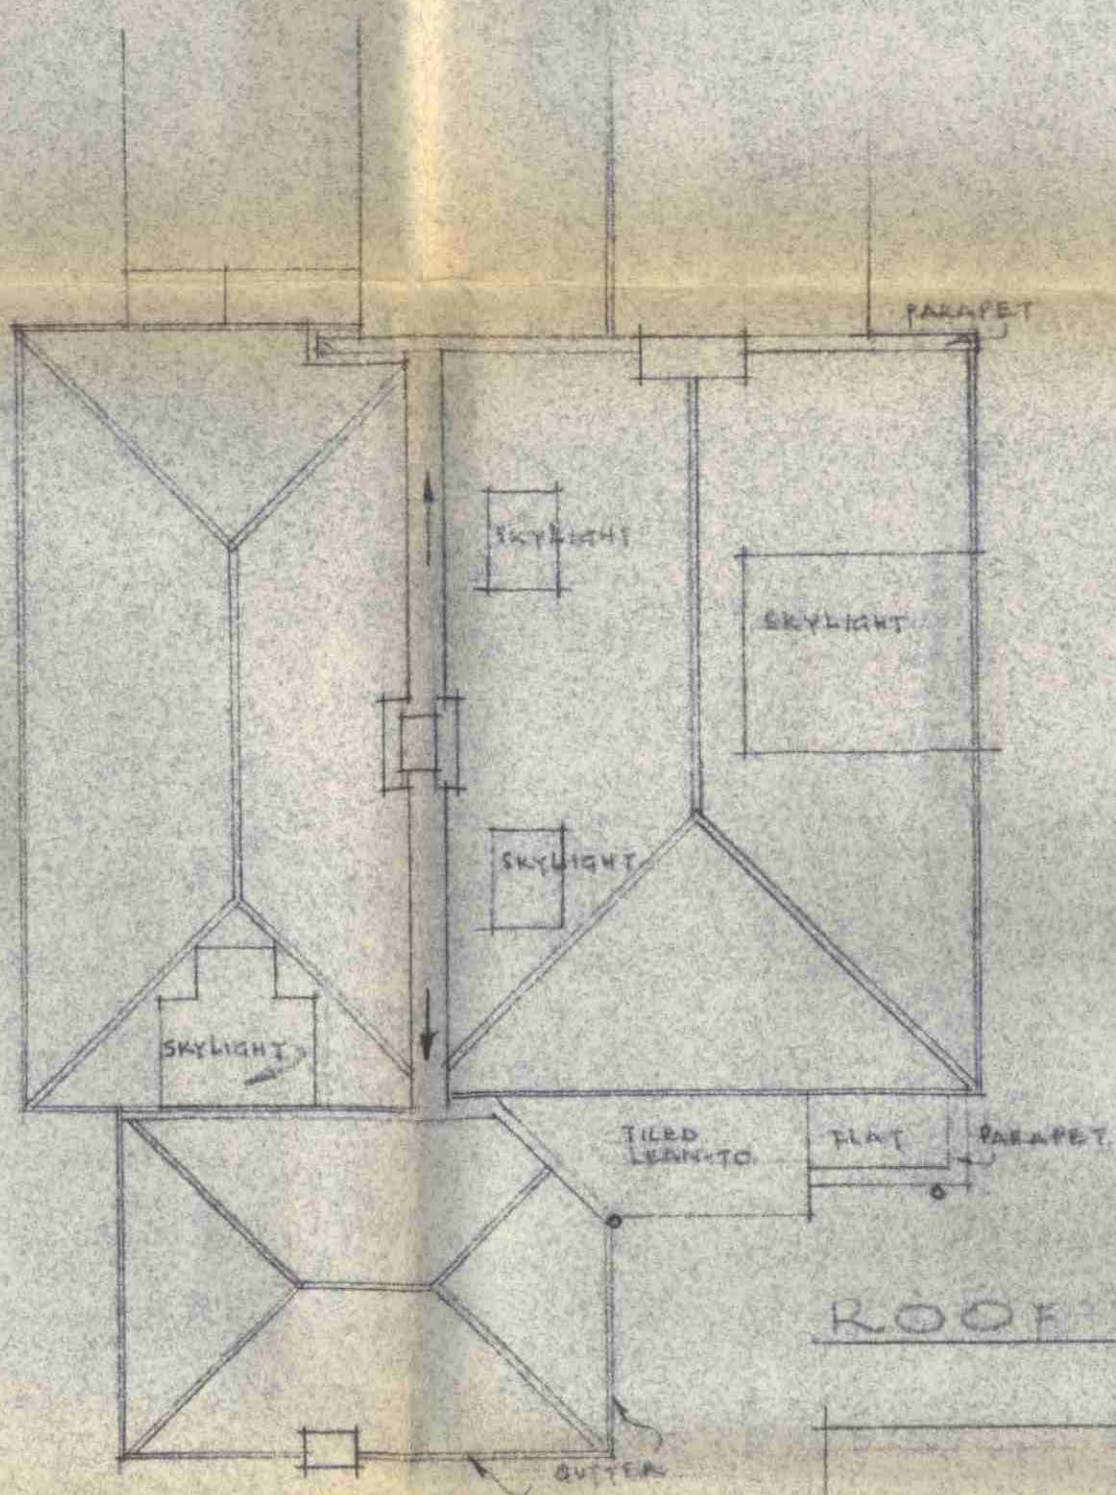 PARAPET
SKYLIGHT
SKYLIGHT
SKYLIGHT
SKYLIGHT
TILED
LEAN-TO
FLAT
PARAPET
ROOF
GUTTER